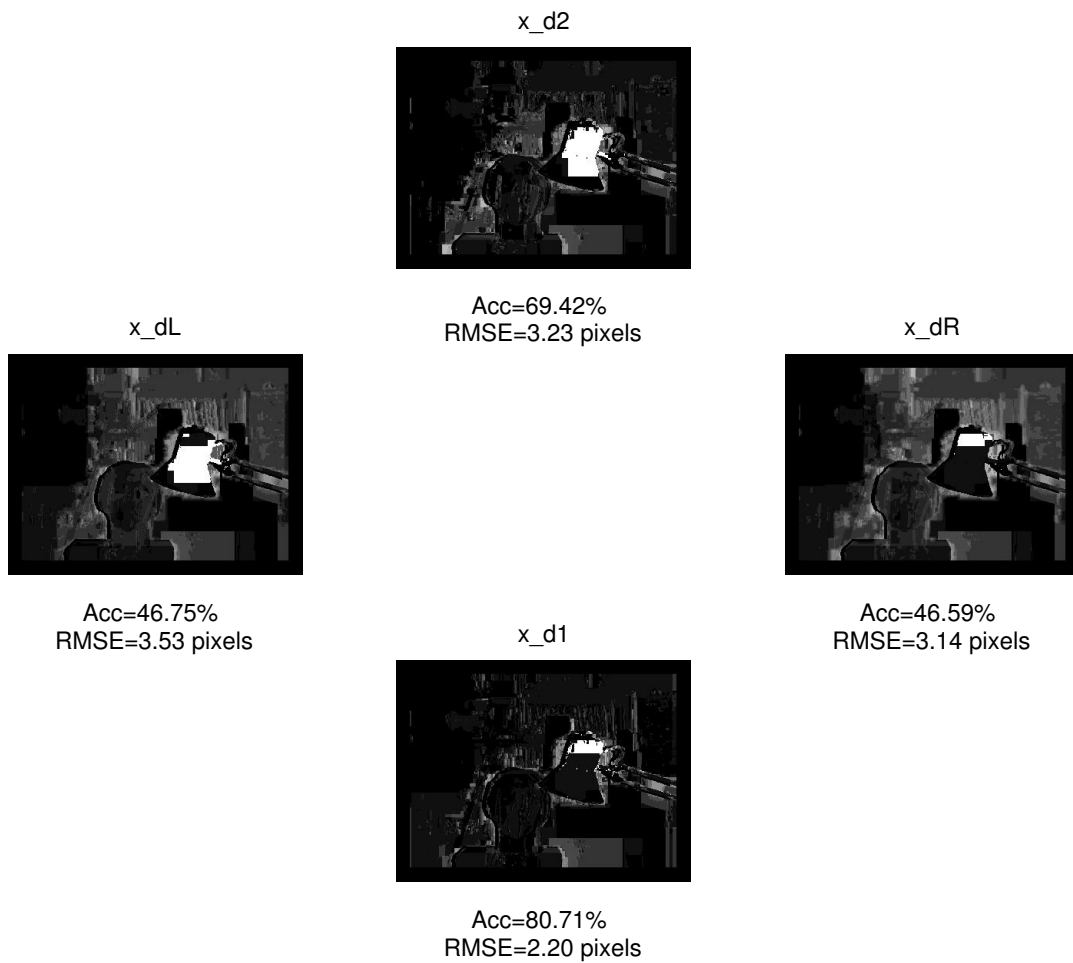 x_d2
Acc=69.42%
RMSE=3.23 pixels
x_dL
Acc=46.75%
RMSE=3.53 pixels
x_dR
Acc=46.59%
RMSE=3.14 pixels
x_d1
Acc=80.71%
RMSE=2.20 pixels